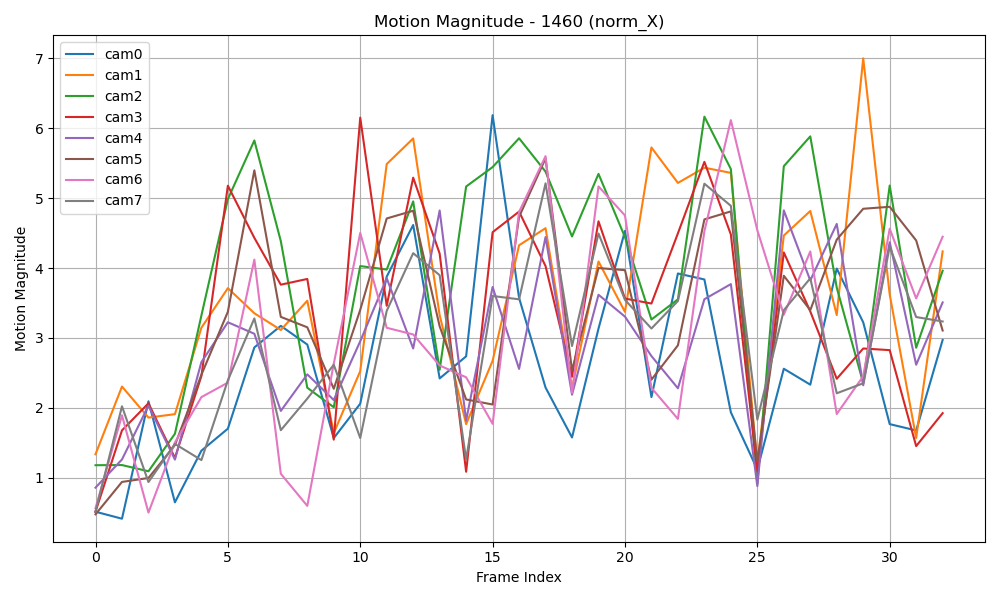 Motion Magnitude - 1460 (norm_X)
cam0
cam1
cam2
cam3
cam4
cam5
cam6
cam7
Motion Magnitude
7
6
5
4
3
2
1
0
5
10
15
20
25
30
Frame Index